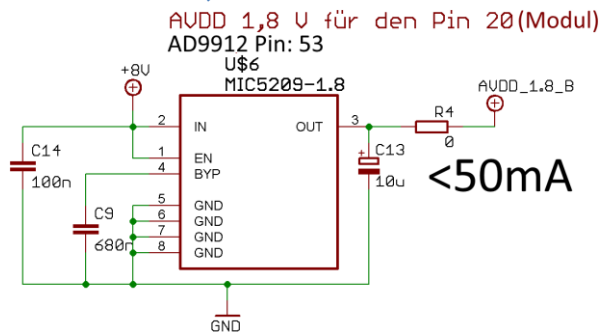 AVDD 1,8 V für den Pin 20 (Modul)
AD9912 Pin: 53
U$6
MIC5209-1.8
+8V
AVDD_1.8_B
2 IN OUT 3
R4
0
1 EN
4 BYP
5 GND
6 GND
7 GND
8 GND
C14
100n
C9
680n
C13
+
10u
<50mA
GND